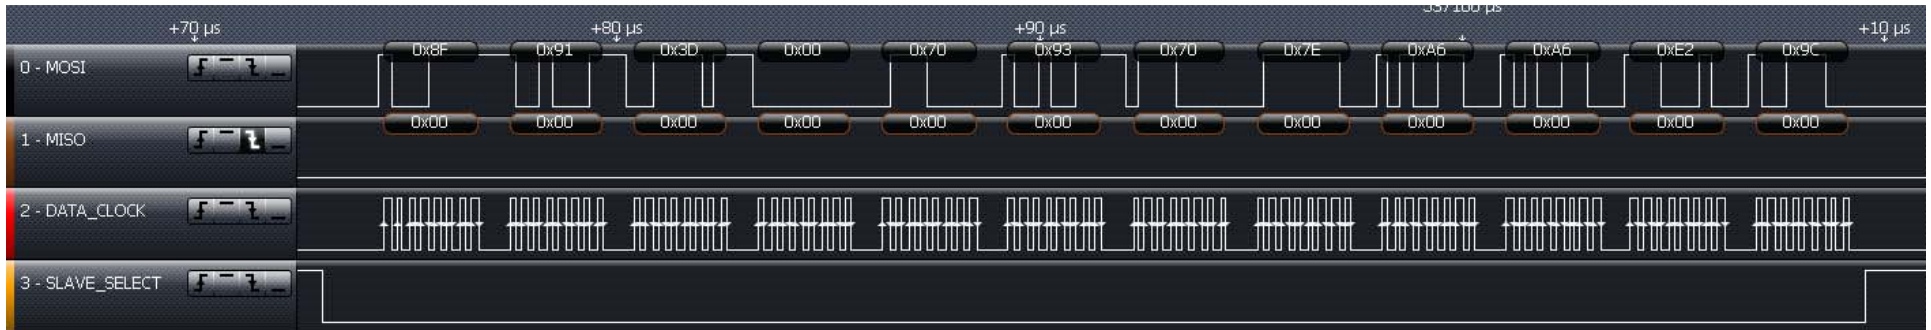 +70 µs +80 µs +90 µs +10 µs
0 - MOSI 0x8F 0x91 0x3D 0x00 0x70 0x93 0x70 0x7E 0xA6 0xA6 0xE2 0x9C
1 - MISO 0x00 0x00 0x00 0x00 0x00 0x00 0x00 0x00 0x00 0x00 0x00 0x00
2 - DATA_CLOCK
3 - SLAVE_SELECT